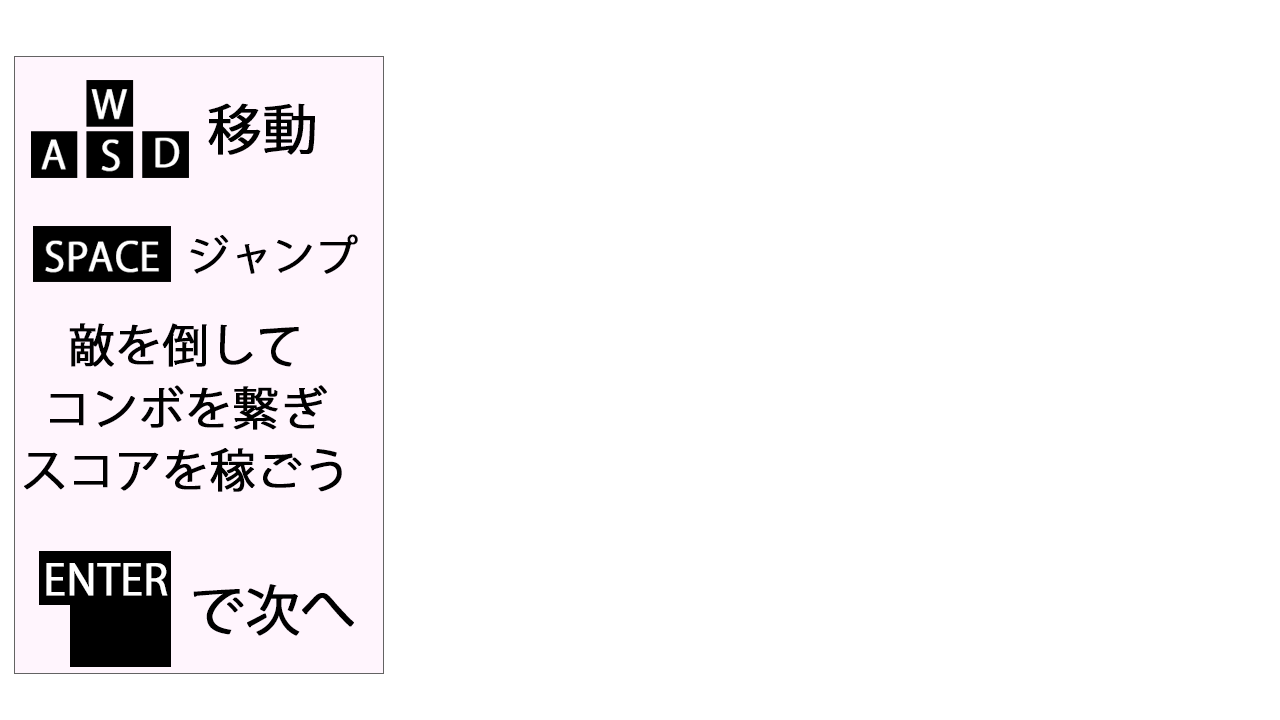 W
A S D 移動
SPACE ジャンプ
敵を倒して
コンボを繋ぎ
スコアを稼ごう
ENTER で次へ